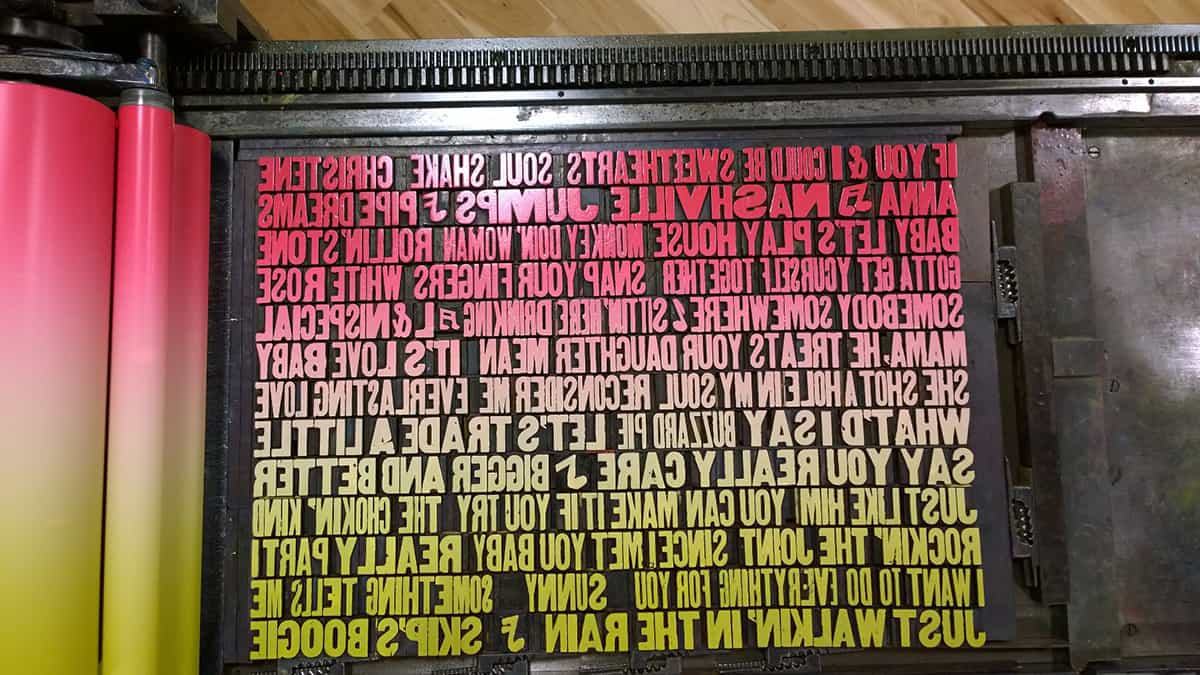 IF YOU & I COULD BE SWEETHEARTS SOUL SHAKE CHRISTENE
ANNA ♫ NASHVILLE JUMPS ♪ PIPE DREAMS
BABY LET'S PLAY HOUSE MONKEY DOIN' WOMAN ROLLIN' STONE
GOTTA GET YOURSELF TOGETHER SNAP YOUR FINGERS WHITE ROSE
SOMEBODY SOMEWHERE SITTIN' HERE DRINKING ♫ L & N SPECIAL
MAMA, HE TREATS YOUR DAUGHTER MEAN IT'S LOVE BABY
SHE SHOT A HOLE IN MY SOUL RECONSIDER ME EVERLASTING LOVE
WHAT'D I SAY BUZZARD PIE LET'S TRADE A LITTLE
SAY YOU REALLY CARE ♪ BIGGER AND BETTER
JUST LIKE HIM YOU CAN MAKE IT IF YOU TRY THE CHOKIN' KIND
ROCKIN' THE JOINT SINCE I MET YOU BABY REALLY PART I
I WANT TO DO EVERYTHING FOR YOU SUNNY SOMETHING TELLS ME
JUST WALKIN' IN THE RAIN ♪ SKIP'S BOOGIE